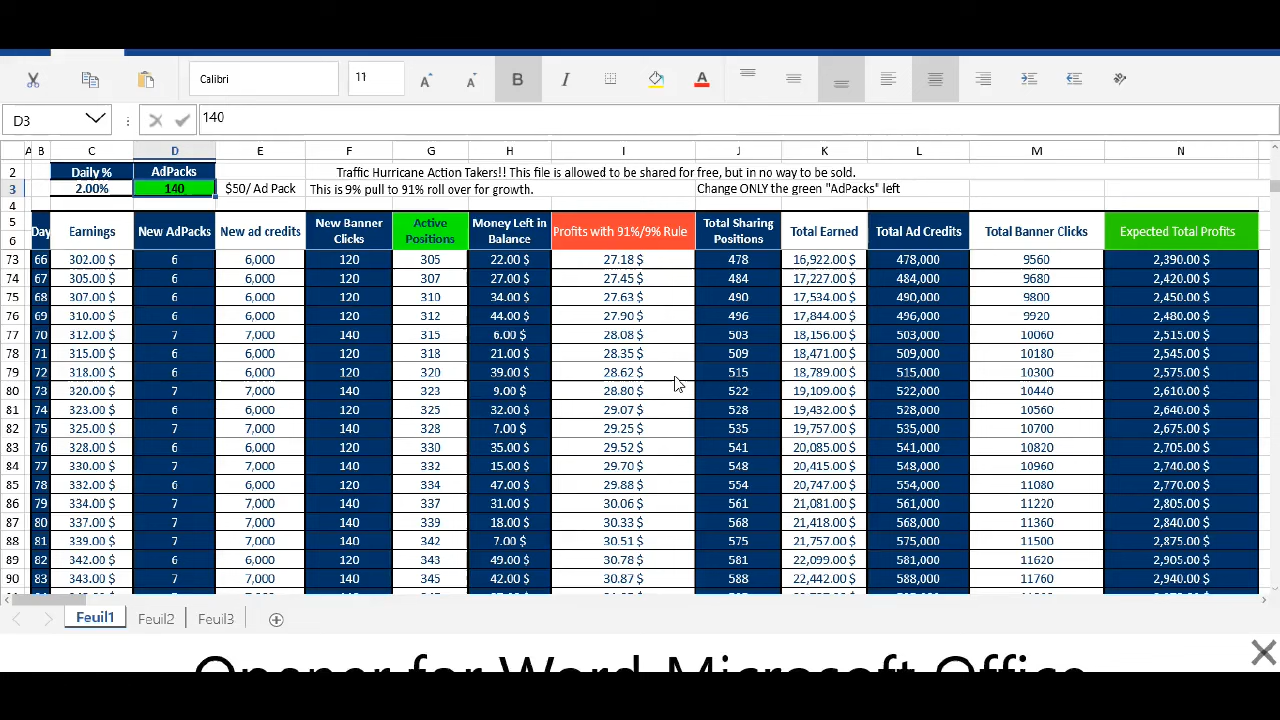 Calibri
11
A
A
B
I
A
D3
140
A
B
C
D
E
F
G
H
I
J
K
L
M
N
2 Daily % AdPacks Traffic Hurricane Action Takers!! This file is allowed to be shared for free, but in no way to be sold.
3 2.00% 140 $50/ Ad Pack This is 9% pull to 91% roll over for growth. Change ONLY the green "AdPacks" left
4
5 6 Day Earnings New AdPacks New ad credits New Banner Clicks Active Positions Money Left in Balance Profits with 91%/9% Rule Total Sharing Positions Total Earned Total Ad Credits Total Banner Clicks Expected Total Profits
73 66 302.00 $ 6 6,000 120 305 22.00 $ 27.18 $ 478 16,922.00 $ 478,000 9560 2,390.00 $
74 67 305.00 $ 6 6,000 120 307 27.00 $ 27.45 $ 484 17,227.00 $ 484,000 9680 2,420.00 $
75 68 307.00 $ 6 6,000 120 310 34.00 $ 27.63 $ 490 17,534.00 $ 490,000 9800 2,450.00 $
76 69 310.00 $ 6 6,000 120 312 44.00 $ 27.90 $ 496 17,844.00 $ 496,000 9920 2,480.00 $
77 70 312.00 $ 7 7,000 140 315 6.00 $ 28.08 $ 503 18,156.00 $ 503,000 10060 2,515.00 $
78 71 315.00 $ 6 6,000 120 318 21.00 $ 28.35 $ 509 18,471.00 $ 509,000 10180 2,545.00 $
79 72 318.00 $ 6 6,000 120 320 39.00 $ 28.62 $ 515 18,789.00 $ 515,000 10300 2,575.00 $
80 73 320.00 $ 7 7,000 140 323 9.00 $ 28.80 $ 522 19,109.00 $ 522,000 10440 2,610.00 $
81 74 323.00 $ 6 6,000 120 325 32.00 $ 29.07 $ 528 19,432.00 $ 528,000 10560 2,640.00 $
82 75 325.00 $ 7 7,000 140 328 7.00 $ 29.25 $ 535 19,757.00 $ 535,000 10700 2,675.00 $
83 76 328.00 $ 6 6,000 120 330 35.00 $ 29.52 $ 541 20,085.00 $ 541,000 10820 2,705.00 $
84 77 330.00 $ 7 7,000 140 332 15.00 $ 29.70 $ 548 20,415.00 $ 548,000 10960 2,740.00 $
85 78 332.00 $ 6 6,000 120 334 47.00 $ 29.88 $ 554 20,747.00 $ 554,000 11080 2,770.00 $
86 79 334.00 $ 7 7,000 140 337 31.00 $ 30.06 $ 561 21,081.00 $ 561,000 11220 2,805.00 $
87 80 337.00 $ 7 7,000 140 339 18.00 $ 30.33 $ 568 21,418.00 $ 568,000 11360 2,840.00 $
88 81 339.00 $ 7 7,000 140 342 7.00 $ 30.51 $ 575 21,757.00 $ 575,000 11500 2,875.00 $
89 82 342.00 $ 6 6,000 120 343 49.00 $ 30.78 $ 581 22,099.00 $ 581,000 11620 2,905.00 $
90 83 343.00 $ 7 7,000 140 345 42.00 $ 30.87 $ 588 22,442.00 $ 588,000 11760 2,940.00 $
Feuil1 Feuil2 Feuil3
Opener for Word-Microsoft Office